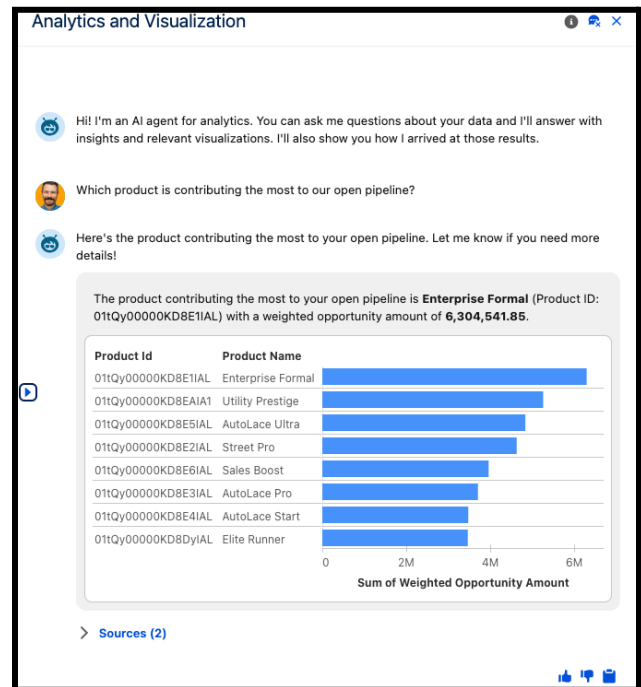 Analytics and Visualization
Hi! I'm an AI agent for analytics. You can ask me questions about your data and I'll answer with
insights and relevant visualizations. I'll also show you how I arrived at those results.
Which product is contributing the most to our open pipeline?
Here's the product contributing the most to your open pipeline. Let me know if you need more
details!
The product contributing the most to your open pipeline is Enterprise Formal (Product ID:
01tQy00000KD8E1IAL) with a weighted opportunity amount of 6,304,541.85.
Product Id Product Name
01tQy00000KD8E1IAL Enterprise Formal
01tQy00000KD8EAIA1 Utility Prestige
01tQy00000KD8E5IAL AutoLace Ultra
01tQy00000KD8E2IAL Street Pro
01tQy00000KD8E6IAL Sales Boost
01tQy00000KD8E3IAL AutoLace Pro
01tQy00000KD8E4IAL AutoLace Start
01tQy00000KD8DyIAL Elite Runner
0 2M 4M 6M
Sum of Weighted Opportunity Amount
Sources (2)